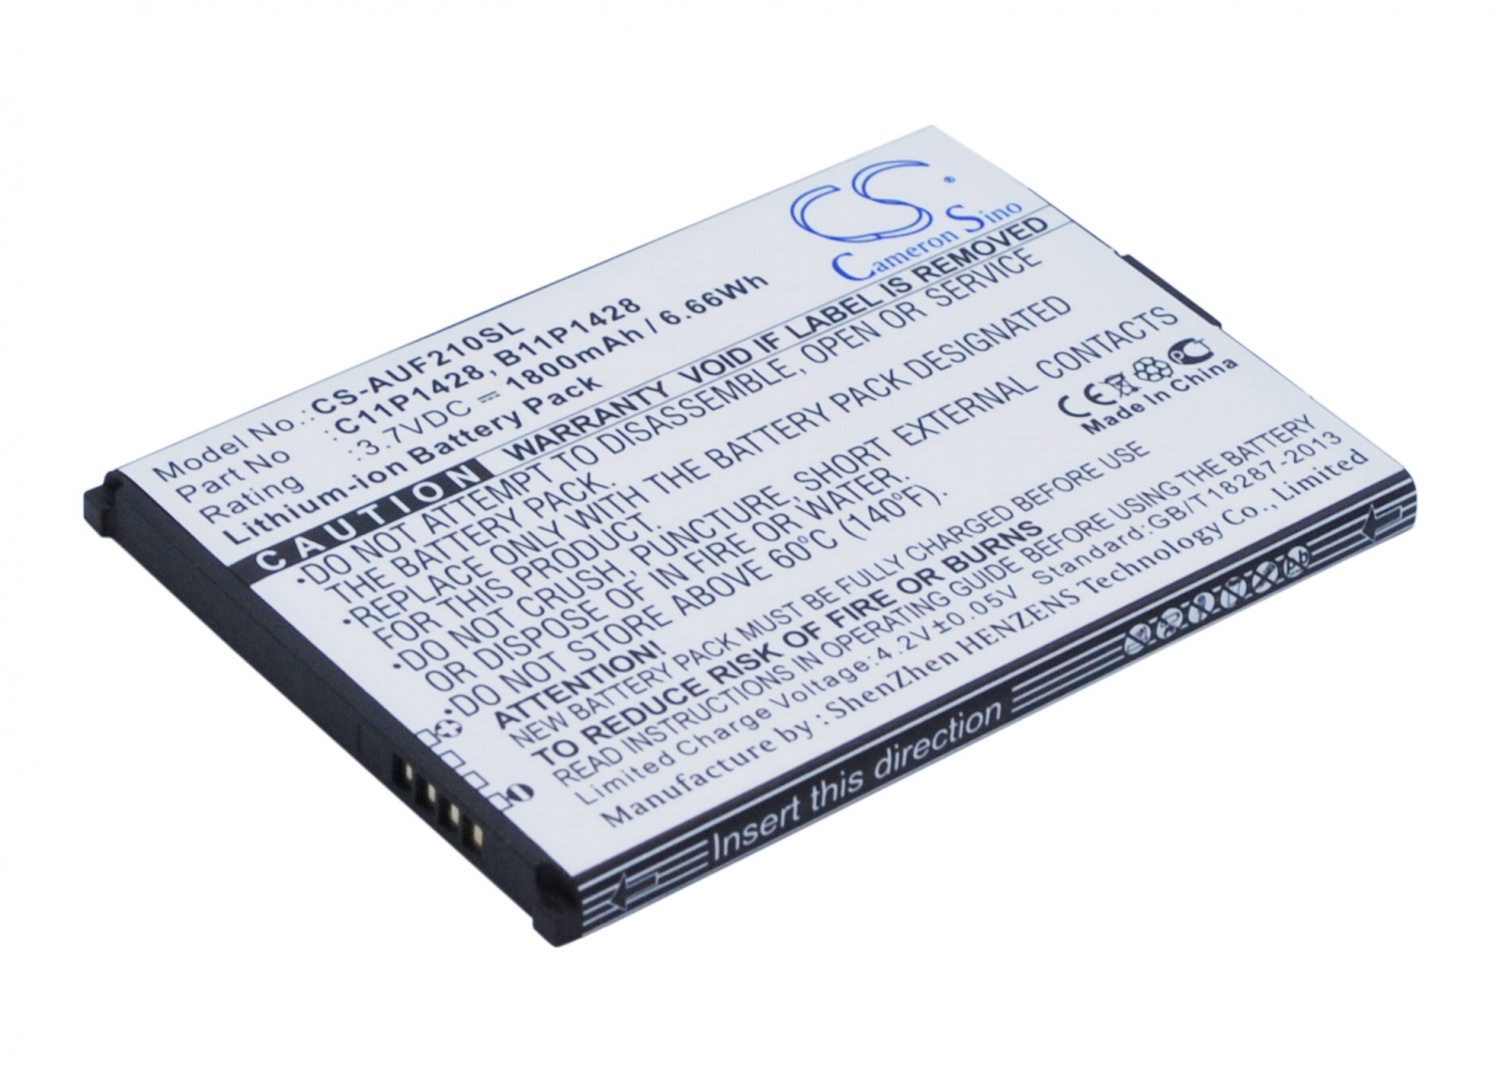 CS®
Cameron Sino
Model No.: CS-AUF210SL
Part No : C11P1428, B11P1428
Rating : 3.7VDC 1800mAh / 6.66Wh
Lithium-ion Battery Pack
CAUTION WARRANTY VOID IF LABEL IS REMOVED
•DO NOT ATTEMPT TO DISASSEMBLE, OPEN OR SERVICE
THE BATTERY PACK.
•REPLACE ONLY WITH THE BATTERY PACK DESIGNATED
FOR THIS PRODUCT.
•DO NOT CRUSH, PUNCTURE, SHORT EXTERNAL CONTACTS
OR DISPOSE OF IN FIRE OR WATER.
•DO NOT STORE ABOVE 60°C (140°F).
CE
Made in China
ATTENTION!
NEW BATTERY PACK MUST BE FULLY CHARGED BEFORE USE
TO REDUCE RISK OF FIRE OR BURNS
READ INSTRUCTIONS IN OPERATING GUIDE BEFORE USING THE BATTERY
Limited Charge Voltage:4.2V±0.05V Standard:GB/T18287-2013
Manufacture by : ShenZhen HENZENS Technology Co., Limited
Insert this direction